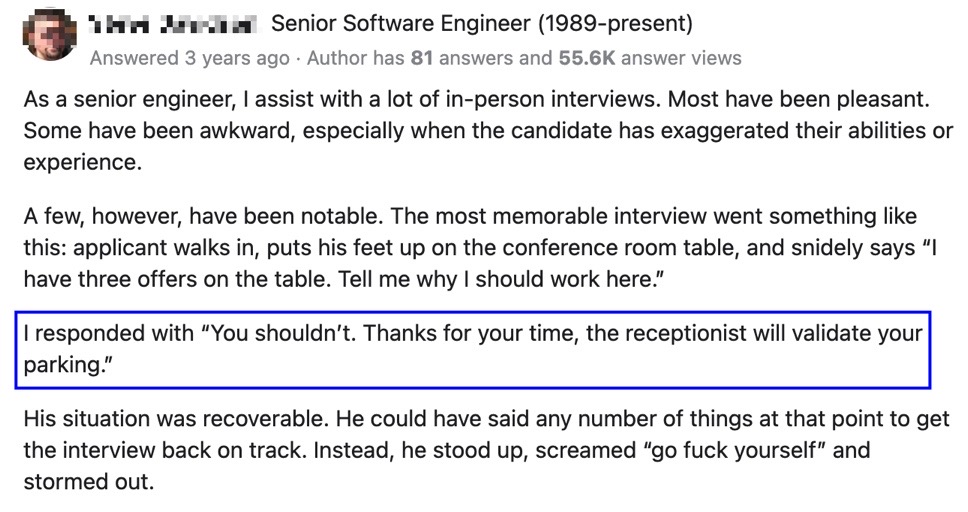 Senior Software Engineer (1989-present)
Answered 3 years ago · Author has 81 answers and 55.6K answer views
As a senior engineer, I assist with a lot of in-person interviews. Most have been pleasant.
Some have been awkward, especially when the candidate has exaggerated their abilities or
experience.
A few, however, have been notable. The most memorable interview went something like
this: applicant walks in, puts his feet up on the conference room table, and snidely says “I
have three offers on the table. Tell me why I should work here.”
I responded with “You shouldn’t. Thanks for your time, the receptionist will validate your
parking.”
His situation was recoverable. He could have said any number of things at that point to get
the interview back on track. Instead, he stood up, screamed “go fuck yourself” and
stormed out.